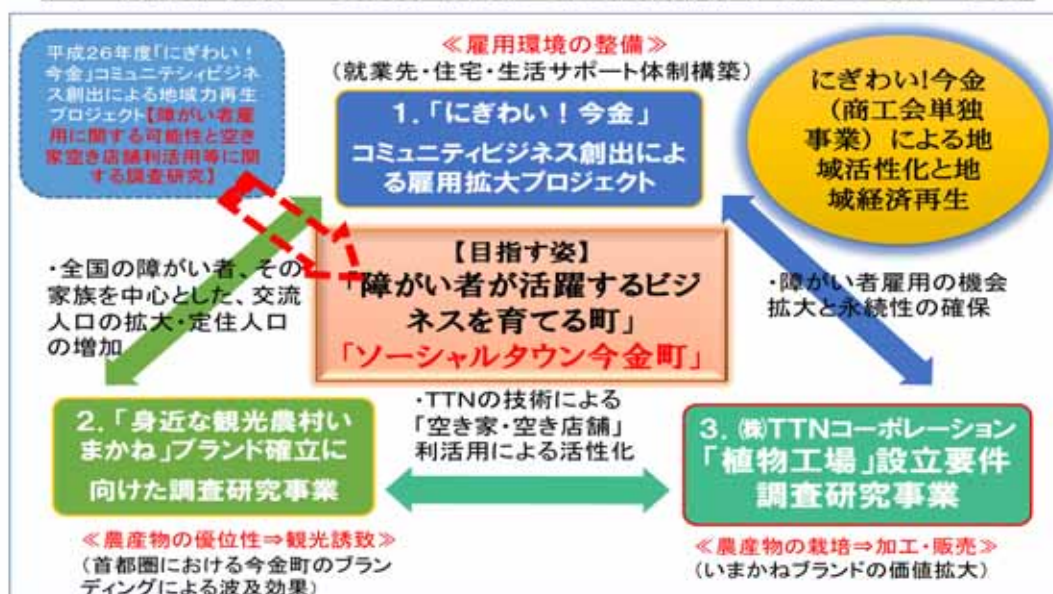 平成26年度「にぎわい！
今金」コミュニテシィビジネ
ス創出による地域力再生
プロジェクト【障がい者雇
用に関する可能性と空き
家空き店舗利活用等に関
する調査研究】
≪雇用環境の整備≫
（就業先・住宅・生活サポート体制構築）
1．「にぎわい！今金」
コミュニティビジネス創出によ
る雇用拡大プロジェクト
にぎわい!今金
（商工会単独
事業）による地
域活性化と地
域経済再生
・全国の障がい者、その
家族を中心とした、交流
人口の拡大・定住人口
の増加
【目指す姿】
「障がい者が活躍するビジ
ネスを育てる町」
「ソーシャルタウン今金町」
・障がい者雇用の機会
拡大と永続性の確保
2．「身近な観光農村い
まかね」ブランド確立に
向けた調査研究事業
・TTNの技術による
「空き家・空き店舗」
利活用による活性化
3．㈱TTNコーポレーション
「植物工場」設立要件
調査研究事業
≪農産物の優位性⇒観光誘致≫
（首都圏における今金町のブラン
ディングによる波及効果）
≪農産物の栽培⇒加工・販売≫
（いまかねブランドの価値拡大）